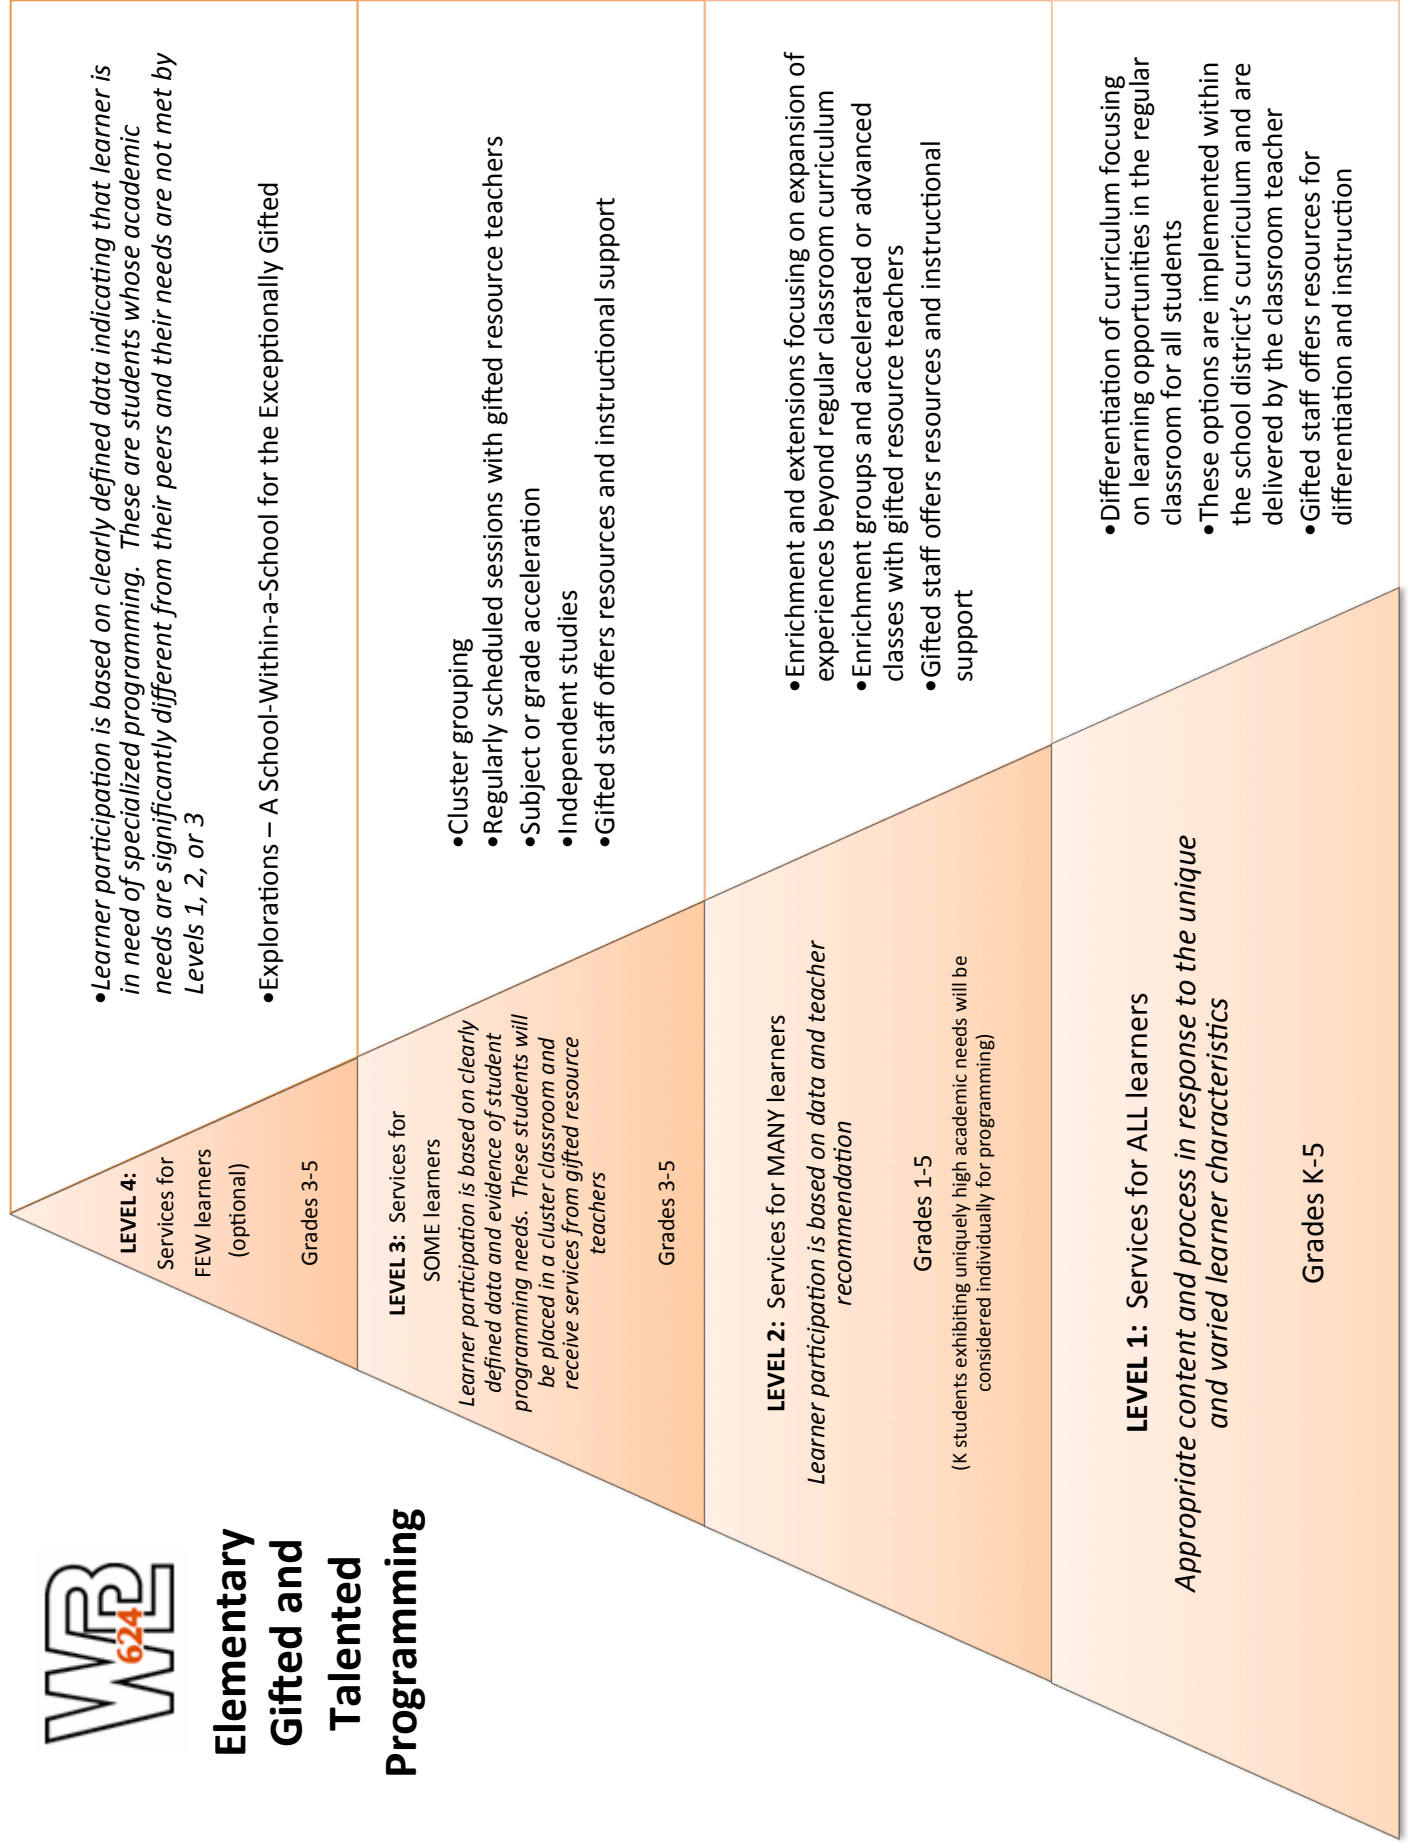 WBL
624
Elementary
Gifted and
Talented
Programming
LEVEL 4:
Services for
FEW learners
(optional)
Grades 3-5
•Learner participation is based on clearly defined data indicating that learner is
in need of specialized programming.  These are students whose academic
needs are significantly different from their peers and their needs are not met by
Levels 1, 2, or 3
•Explorations – A School-Within-a-School for the Exceptionally Gifted
LEVEL 3:  Services for
SOME learners
Learner participation is based on clearly
defined data and evidence of student
programming needs.  These students will
be placed in a cluster classroom and
receive services from gifted resource
teachers
Grades 3-5
•Cluster grouping
•Regularly scheduled sessions with gifted resource teachers
•Subject or grade acceleration
•Independent studies
•Gifted staff offers resources and instructional support
LEVEL 2:  Services for MANY learners
Learner participation is based on data and teacher
recommendation
Grades 1-5
(K students exhibiting uniquely high academic needs will be
considered individually for programming)
•Enrichment and extensions focusing on expansion of
experiences beyond regular classroom curriculum
•Enrichment groups and accelerated or advanced
classes with gifted resource teachers
•Gifted staff offers resources and instructional
support
LEVEL 1:  Services for ALL learners
Appropriate content and process in response to the unique
and varied learner characteristics
Grades K-5
•Differentiation of curriculum focusing
on learning opportunities in the regular
classroom for all students
•These options are implemented within
the school district's curriculum and are
delivered by the classroom teacher
•Gifted staff offers resources for
differentiation and instruction